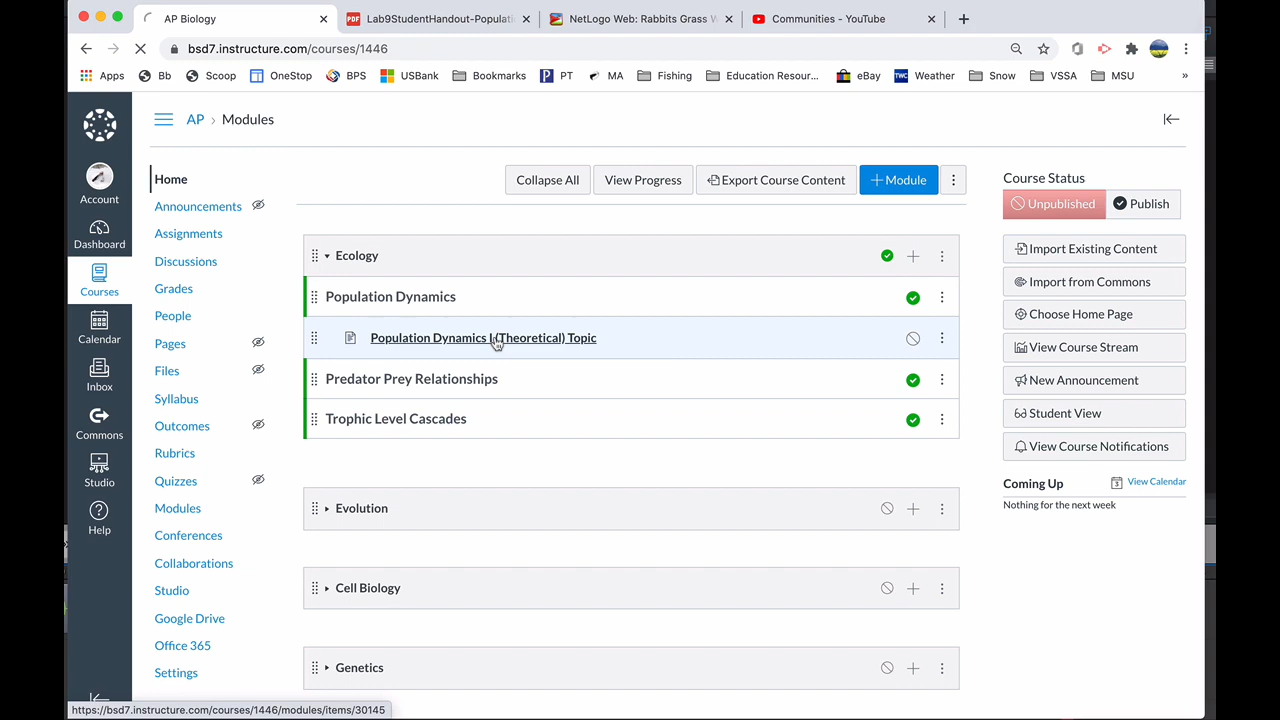 AP Biology
Lab9StudentHandout-Populati
NetLogo Web: Rabbits Grass W
Communities - YouTube
bsd7.instructure.com/courses/1446
Apps
Bb
Scoop
OneStop
BPS
USBank
Bookmarks
PT
MA
Fishing
Education Resour...
eBay
Weather
Snow
VSSA
MSU
»
AP › Modules
Account
Dashboard
Courses
Calendar
Inbox
Commons
Studio
Help
Home
Announcements
Assignments
Discussions
Grades
People
Pages
Files
Syllabus
Outcomes
Rubrics
Quizzes
Modules
Conferences
Collaborations
Studio
Google Drive
Office 365
Settings
Collapse All
View Progress
Export Course Content
+ Module
Ecology
Population Dynamics
Population Dynamics I (Theoretical) Topic
Predator Prey Relationships
Trophic Level Cascades
Evolution
Cell Biology
Genetics
Course Status
Unpublished
Publish
Import Existing Content
Import from Commons
Choose Home Page
View Course Stream
New Announcement
Student View
View Course Notifications
Coming Up
3 View Calendar
Nothing for the next week
https://bsd7.instructure.com/courses/1446/modules/items/30145